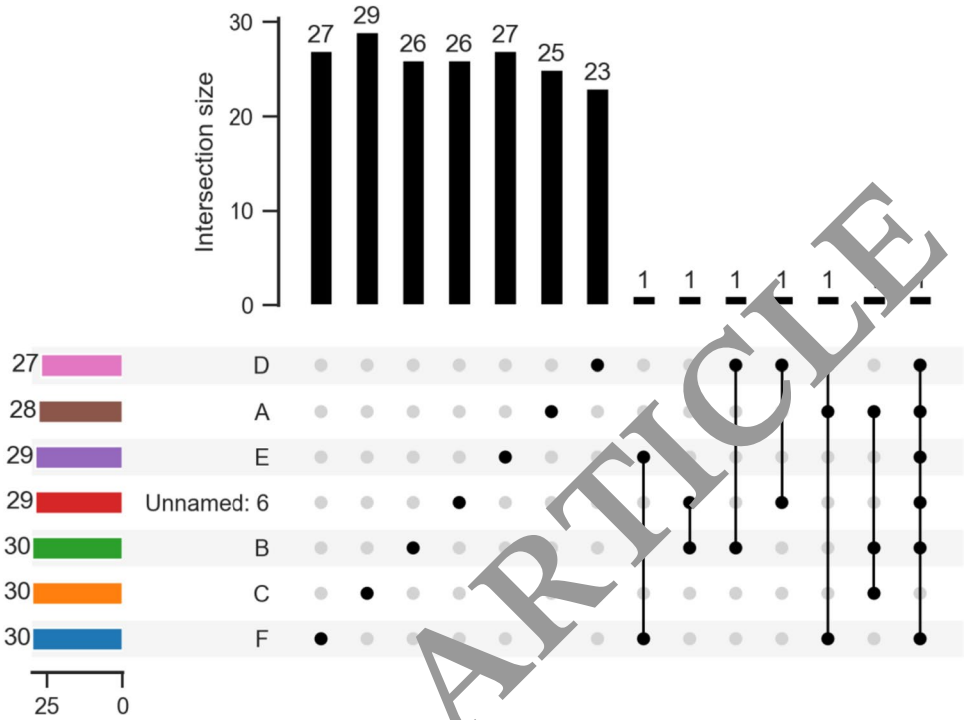 30
20
10
0
Intersection size
27 29 26 26 27 25 23 1 1 1 1 1
27 D
28 A
29 E
29 Unnamed: 6
30 B
30 C
30 F
25 0
ARTICLE